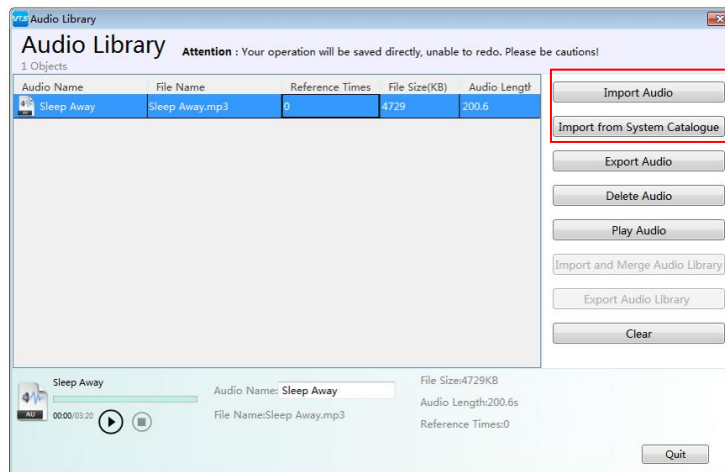 VTS Audio Library
Audio Library Attention : Your operation will be saved directly, unable to redo. Please be cautions!
1 Objects
Audio Name File Name Reference Times File Size(KB) Audio Length
Sleep Away Sleep Away.mp3 0 4729 200.6
Import Audio
Import from System Catalogue
Export Audio
Delete Audio
Play Audio
Import and Merge Audio Library
Export Audio Library
Clear
Sleep Away
AU 00:00/03:20
Audio Name: Sleep Away
File Name:Sleep Away.mp3
File Size:4729KB
Audio Length:200.6s
Reference Times:0
Quit